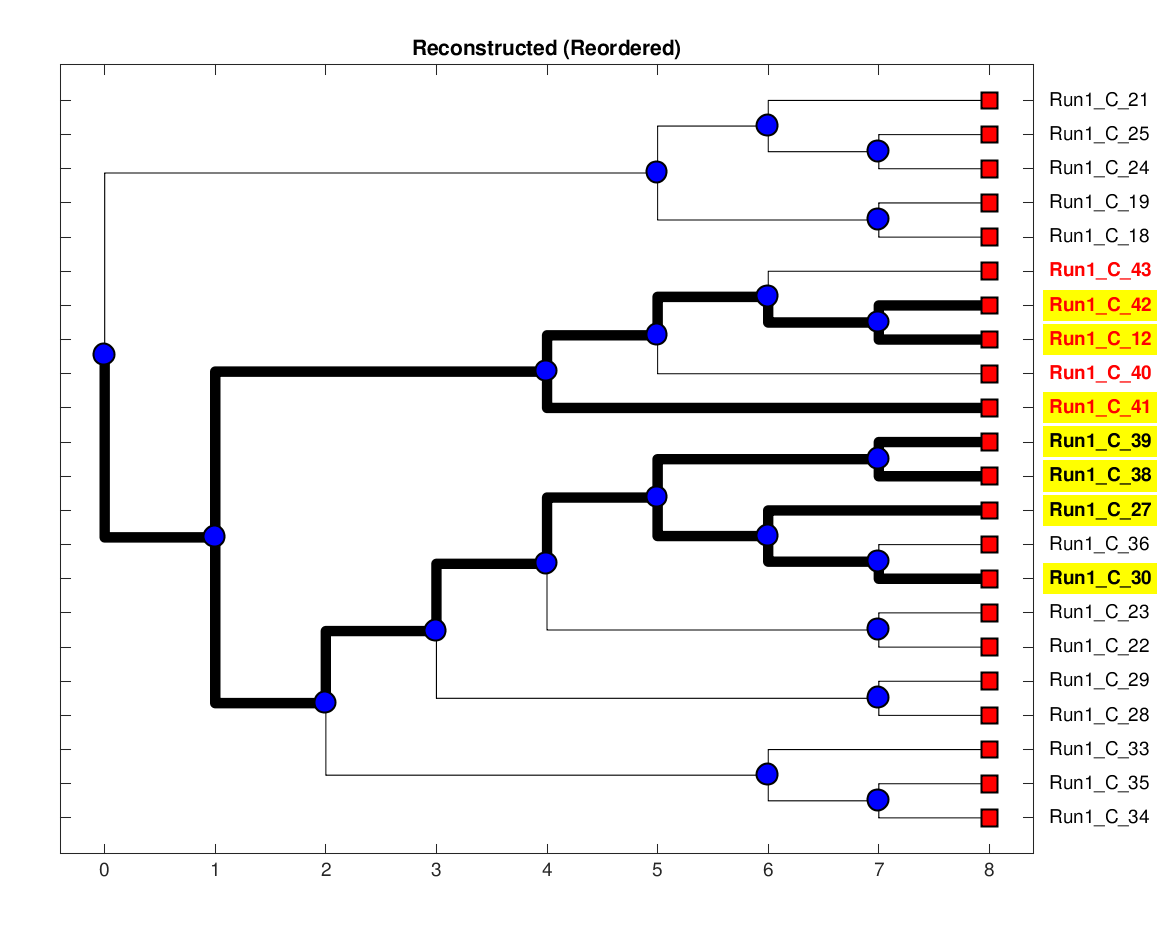 Reconstructed (Reordered)
Run1_C_21
Run1_C_25
Run1_C_24
Run1_C_19
Run1_C_18
Run1_C_43
Run1_C_42
Run1_C_12
Run1_C_40
Run1_C_41
Run1_C_39
Run1_C_38
Run1_C_27
Run1_C_36
Run1_C_30
Run1_C_23
Run1_C_22
Run1_C_29
Run1_C_28
Run1_C_33
Run1_C_35
Run1_C_34
0 1 2 3 4 5 6 7 8